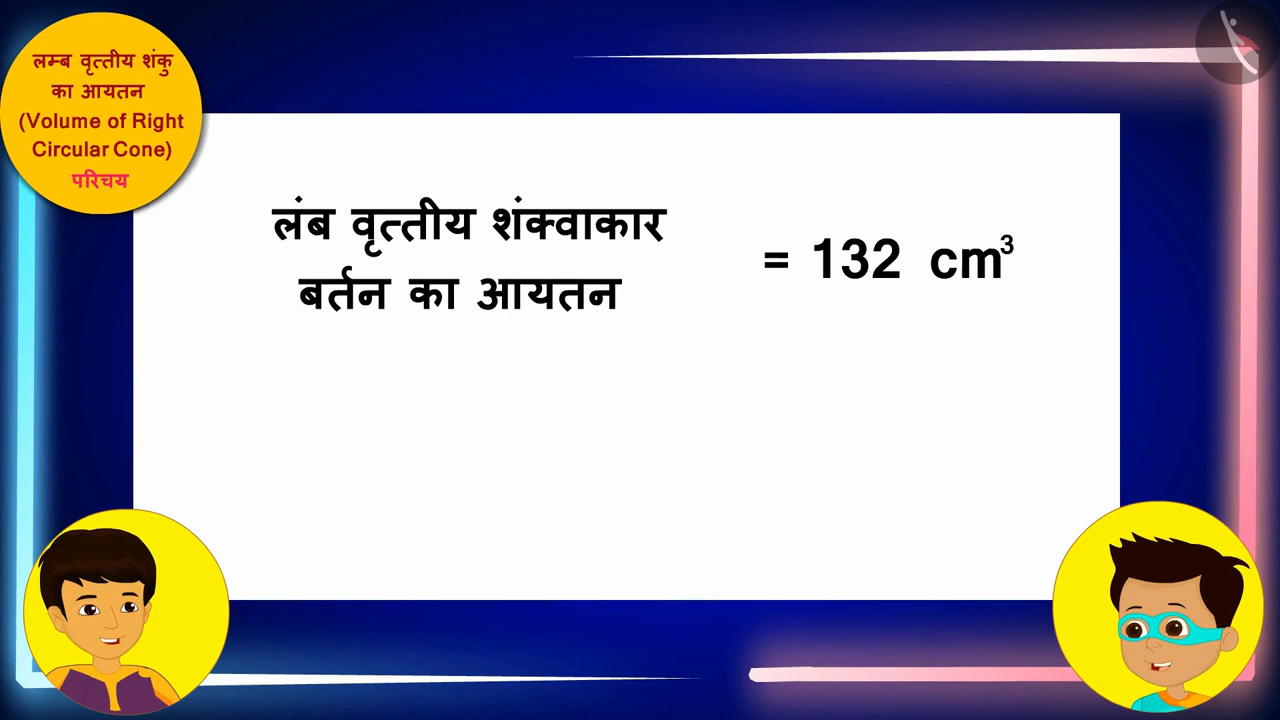 लम्ब वृत्तीय शंकु
का आयतन
(Volume of Right
Circular Cone)
परिचय
लंब वृत्तीय शंक्वाकार
बर्तन का आयतन
= 132 cm³